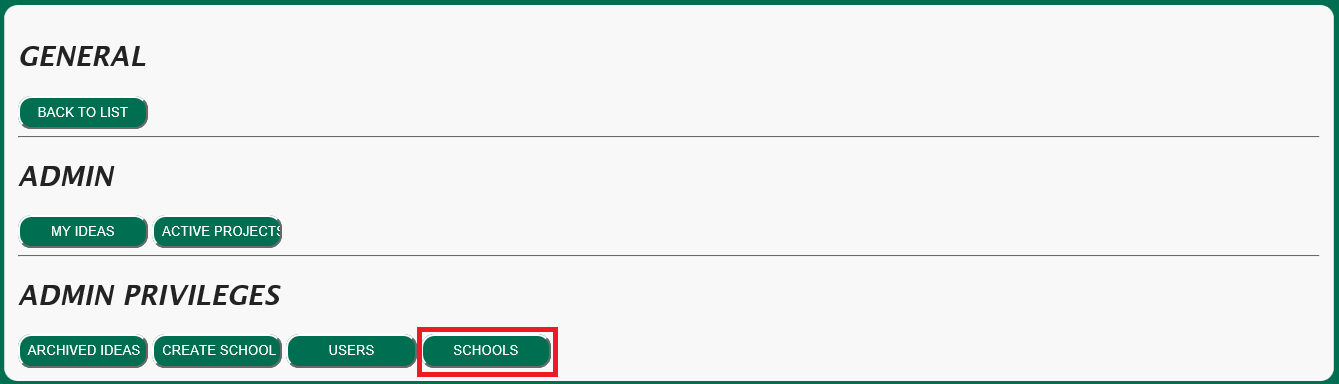 GENERAL
BACK TO LIST
ADMIN
MY IDEAS ACTIVE PROJECTS
ADMIN PRIVILEGES
ARCHIVED IDEAS CREATE SCHOOL USERS SCHOOLS